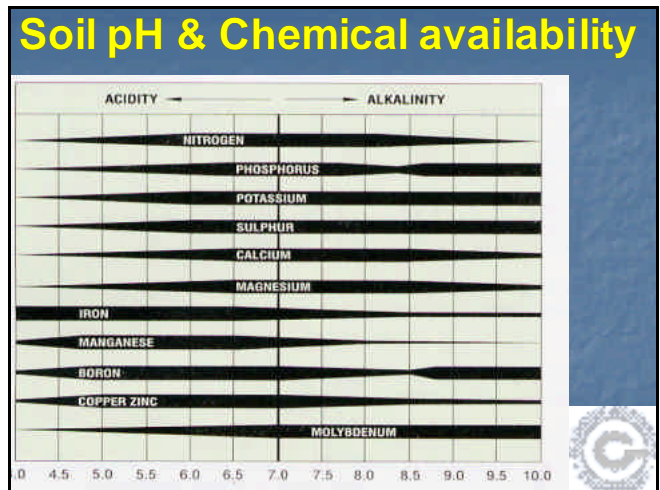 Soil pH & Chemical availability
ACIDITY ALKALINITY
NITROGEN
PHOSPHORUS
POTASSIUM
SULPHUR
CALCIUM
MAGNESIUM
IRON
MANGANESE
BORON
COPPER ZINC
MOLYBDENUM
.0 4.5 5.0 5.5 6.0 6.5 7.0 7.5 8.0 8.5 9.0 9.5 10.0